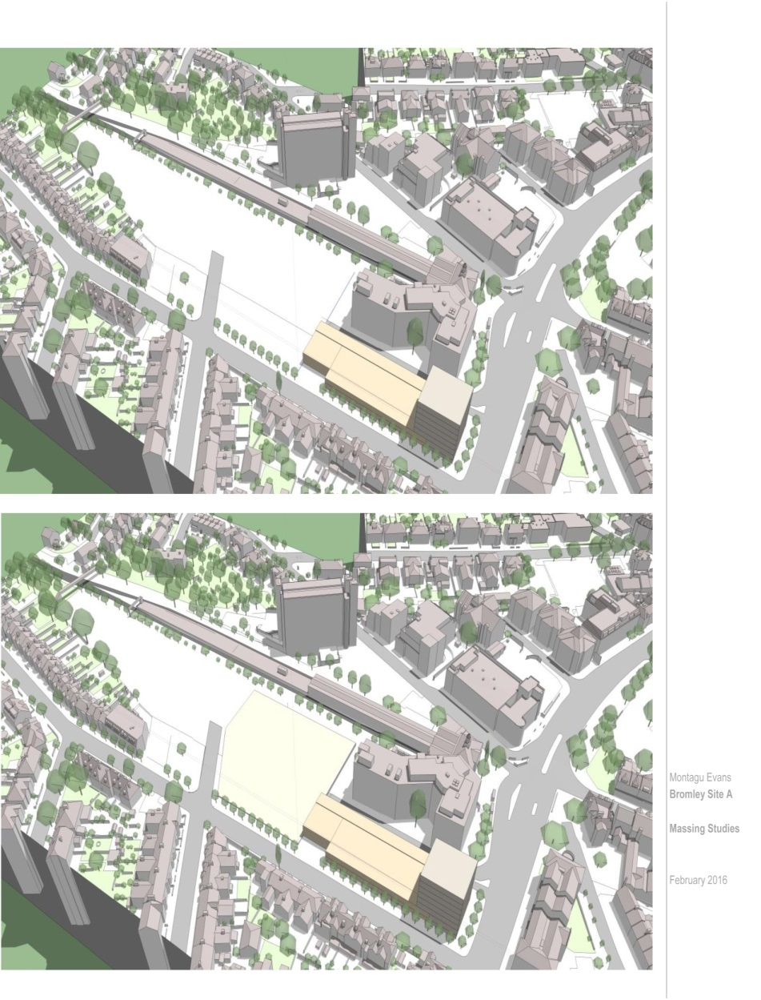 Montagu Evans
Bromley Site A
Massing Studies
February 2016